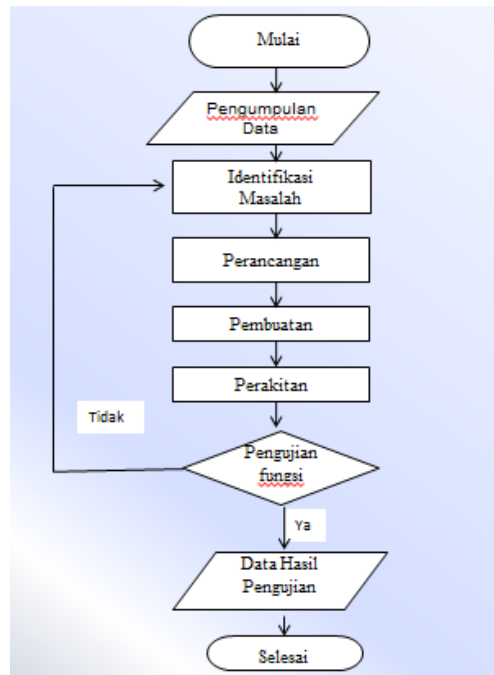 Mulai
Pengumpulan
Data
Identifikasi
Masalah
Perancangan
Pembuatan
Perakitan
Tidak
Pengujian
fungsi
Ya
Data Hasil
Pengujian
Selesai